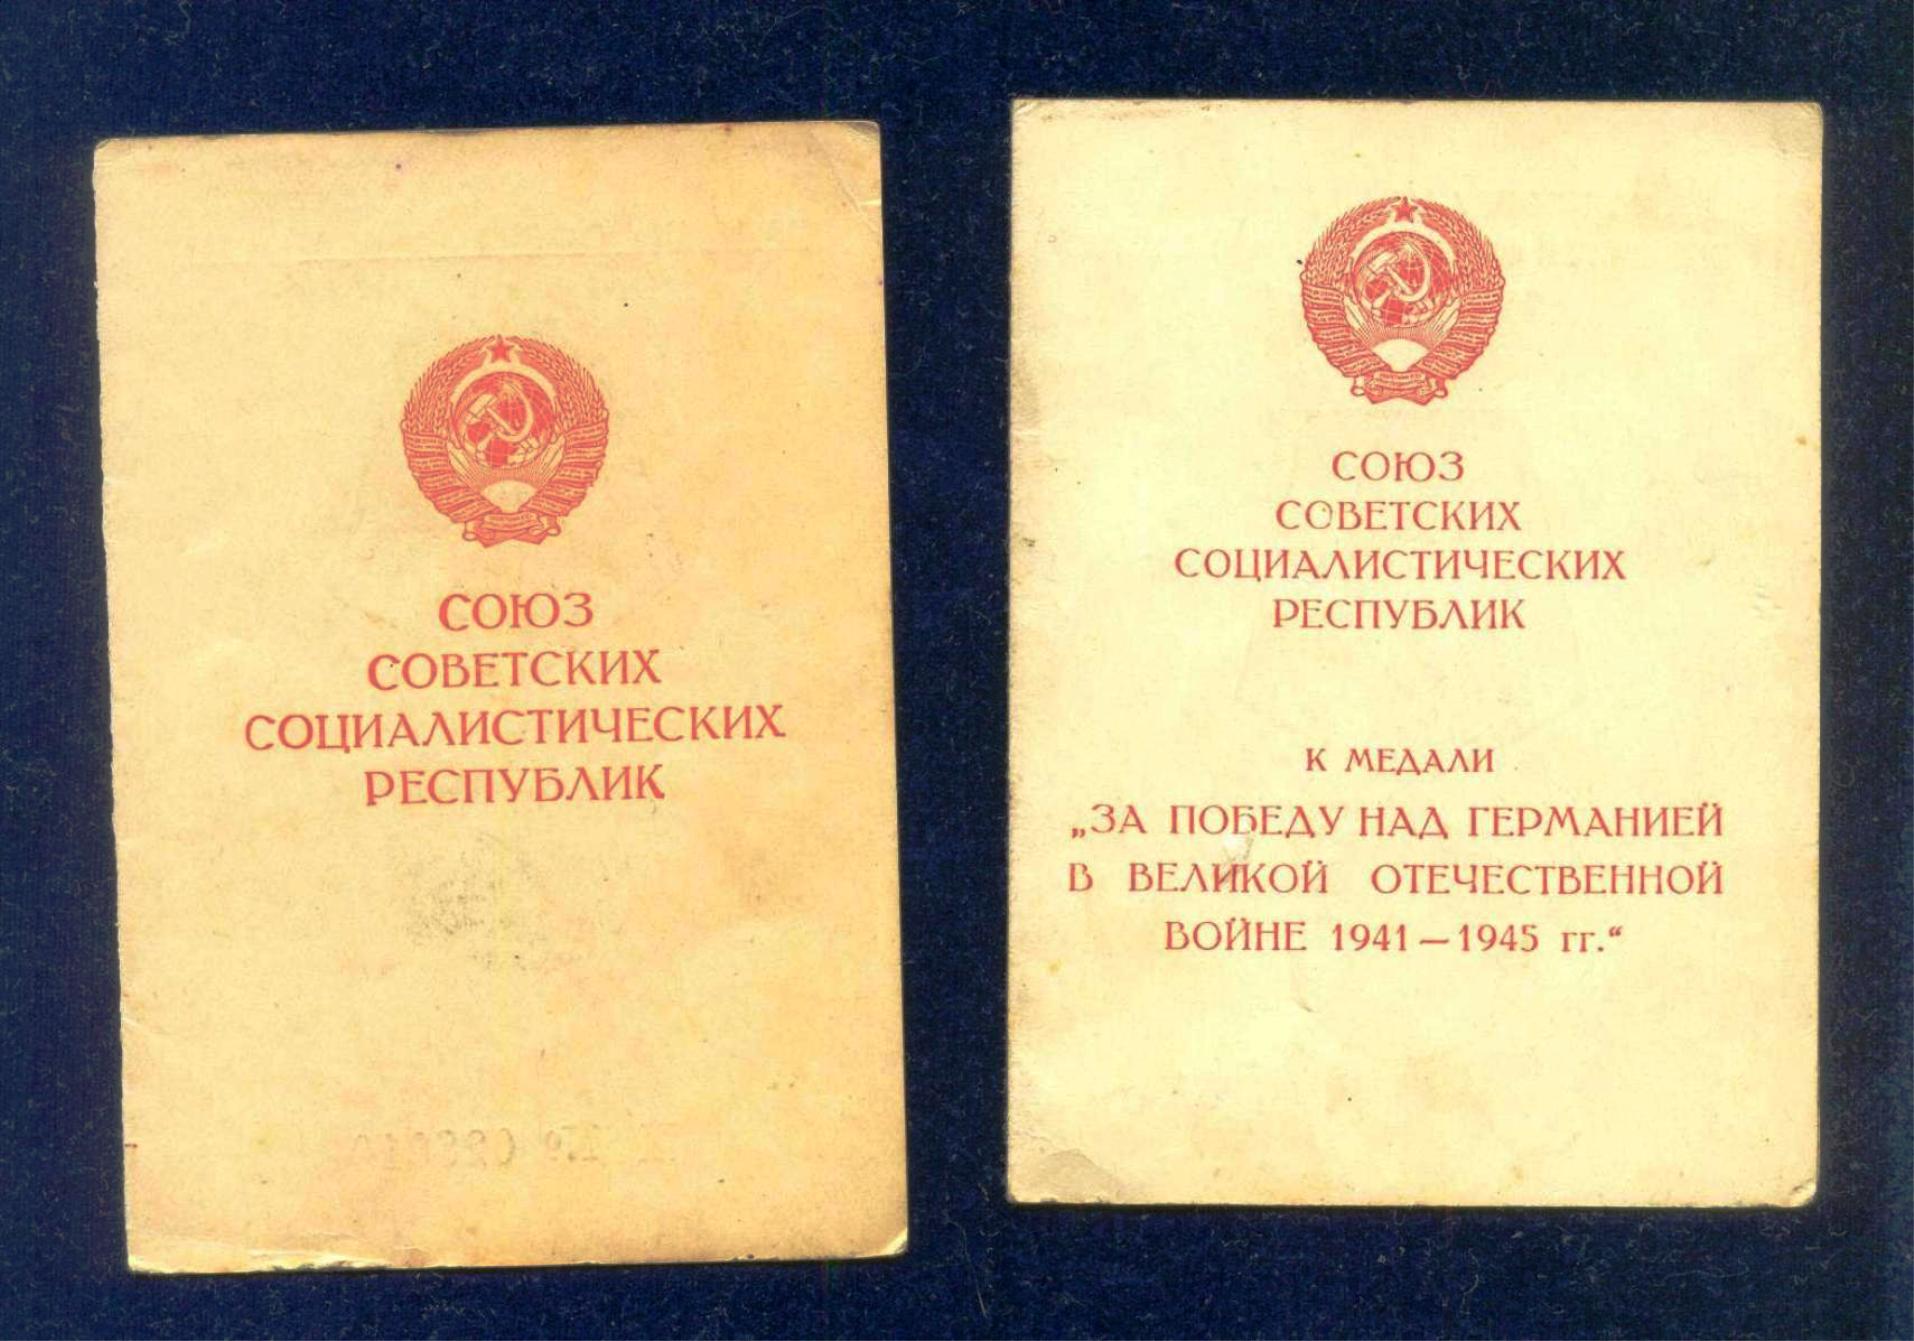 СОЮЗ
СОВЕТСКИХ
СОЦИАЛИСТИЧЕСКИХ
РЕСПУБЛИК
СОЮЗ
СОВЕТСКИХ
СОЦИАЛИСТИЧЕСКИХ
РЕСПУБЛИК
К МЕДАЛИ
„ЗА ПОБЕДУ НАД ГЕРМАНИЕЙ
В ВЕЛИКОЙ ОТЕЧЕСТВЕННОЙ
ВОЙНЕ 1941—1945 гг.“